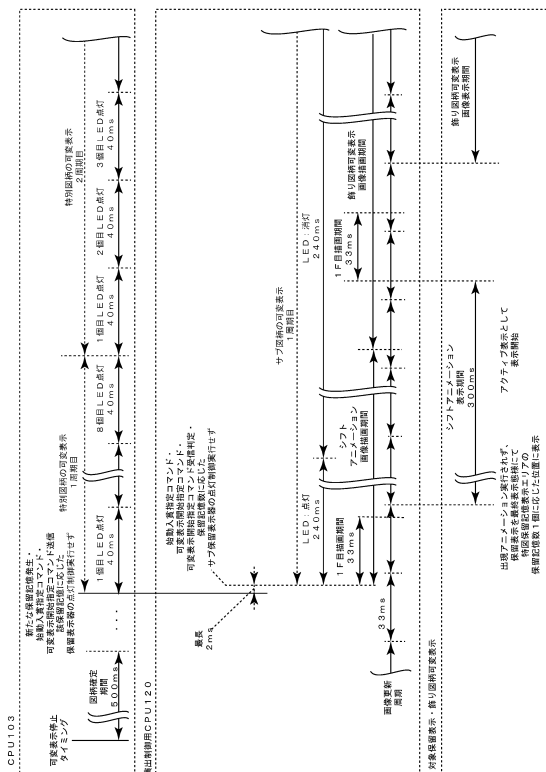 CPU103
可変表示停止
タイミング
図柄確定
期間
500ms
・・・
新たな保留記憶発生・
始動入賞指定コマンド・
可変表示開始指定コマンド送信
該保留記憶に応じた
保留表示器の点灯制御実行せず
1個目LED点灯
40ms
特別図柄の可変表示
1周期目
8個目LED点灯
40ms
1個目LED点灯
40ms
2個目LED点灯
40ms
特別図柄の可変表示
2周期目
3個目LED点灯
40ms
演出制御用CPU120
最長
2ms
始動入賞指定コマンド・
可変表示開始指定コマンド・
可変表示開始指定コマンド受信判定・
保留記憶数に応じた
サブ保留表示器の点灯制御実行せず
サブ図柄の可変表示
1周期目
LED:点灯
240ms
LED:消灯
240ms
1F目描画期間
33ms
シフト
アニメーション
画像描画期間
1F目描画期間
33ms
飾り図柄可変表示
画像描画期間
画像更新
周期
33ms
対象保留表示・飾り図柄可変表示
出現アニメーション実行されず、
保留表示を最終表示態様にて
特図保留記憶表示エリアの
保留記憶数1個に応じた位置に表示
シフトアニメーション
表示期間
300ms
アクティブ表示として
表示開始
飾り図柄可変表示
画像表示期間